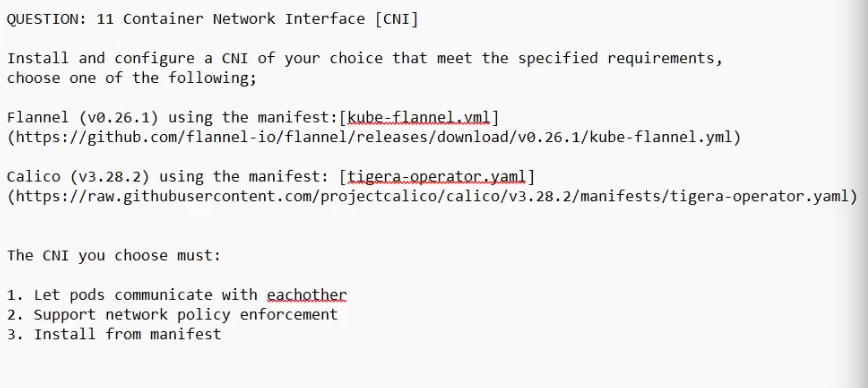 QUESTION: 11 Container Network Interface [CNI]
Install and configure a CNI of your choice that meet the specified requirements,
choose one of the following;
Flannel (v0.26.1) using the manifest:[kube-flannel.yml]
(https://github.com/flannel-io/flannel/releases/download/v0.26.1/kube-flannel.yml)
Calico (v3.28.2) using the manifest: [tigera-operator.yaml]
(https://raw.githubusercontent.com/projectcalico/calico/v3.28.2/manifests/tigera-operator.yaml)
The CNI you choose must:
1. Let pods communicate with eachother
2. Support network policy enforcement
3. Install from manifest